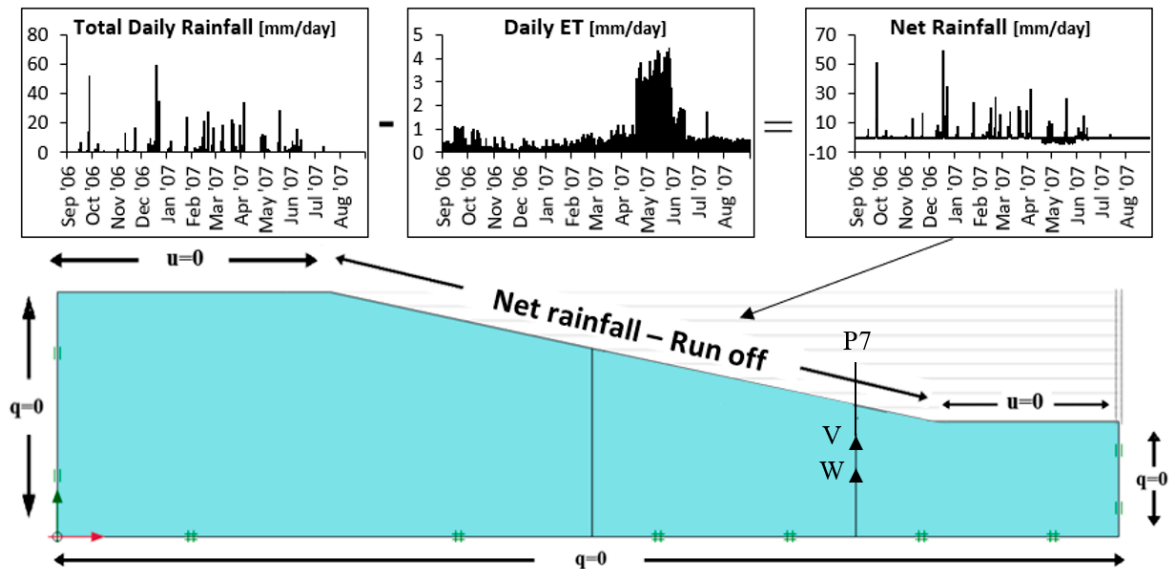 Total Daily Rainfall [mm/day]
80
60
40
20
0
Sep '06
Oct '06
Nov '06
Dec '06
Jan '07
Feb '07
Mar '07
Apr '07
May '07
Jun '07
Jul '07
Aug '07
-
Daily ET [mm/day]
5
4
3
2
1
0
Sep '06
Oct '06
Nov '06
Dec '06
Jan '07
Feb '07
Mar '07
Apr '07
May '07
Jun '07
Jul '07
Aug '07
=
Net Rainfall [mm/day]
70
50
30
10
-10
Sep '06
Oct '06
Nov '06
Dec '06
Jan '07
Feb '07
Mar '07
Apr '07
May '07
Jun '07
Jul '07
Aug '07
u=0
Net rainfall – Run off
P7
u=0
q=0
V
W
q=0
q=0